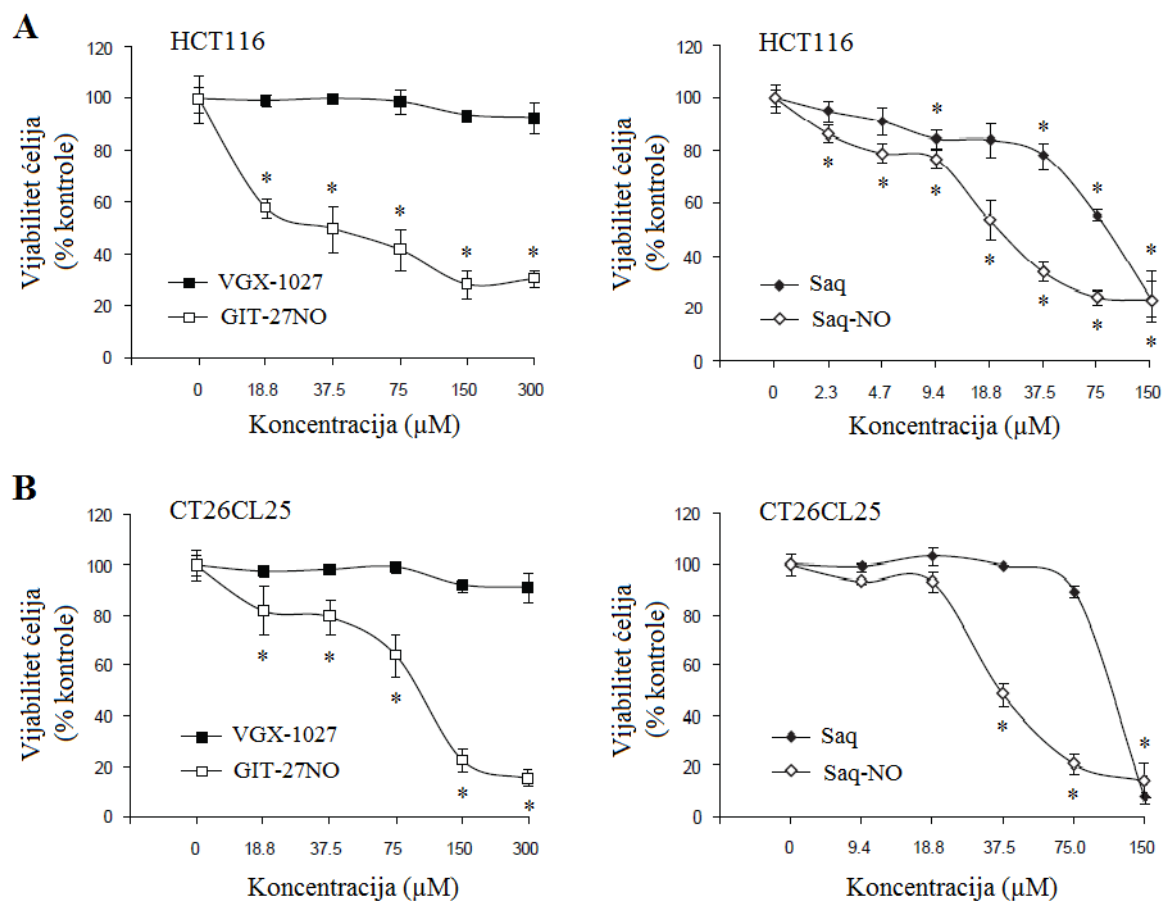 A
HCT116
Vijabilitet ćelija
(% kontrole)
120
100
80
60
40
20
0
* * * * *
VGX-1027
GIT-27NO
0 18.8 37.5 75 150 300
Koncentracija (µM)
HCT116
Vijabilitet ćelija
(% kontrole)
120
100
80
60
40
20
0
* * * *
* * * * * * *
Saq
Saq-NO
0 2.3 4.7 9.4 18.8 37.5 75 150
Koncentracija (µM)
B
CT26CL25
Vijabilitet ćelija
(% kontrole)
120
100
80
60
40
20
0
* * * * *
VGX-1027
GIT-27NO
0 18.8 37.5 75 150 300
Koncentracija (µM)
CT26CL25
Vijabilitet ćelija
(% kontrole)
120
100
80
60
40
20
0
* * *
Saq
Saq-NO
0 9.4 18.8 37.5 75.0 150
Koncentracija (µM)